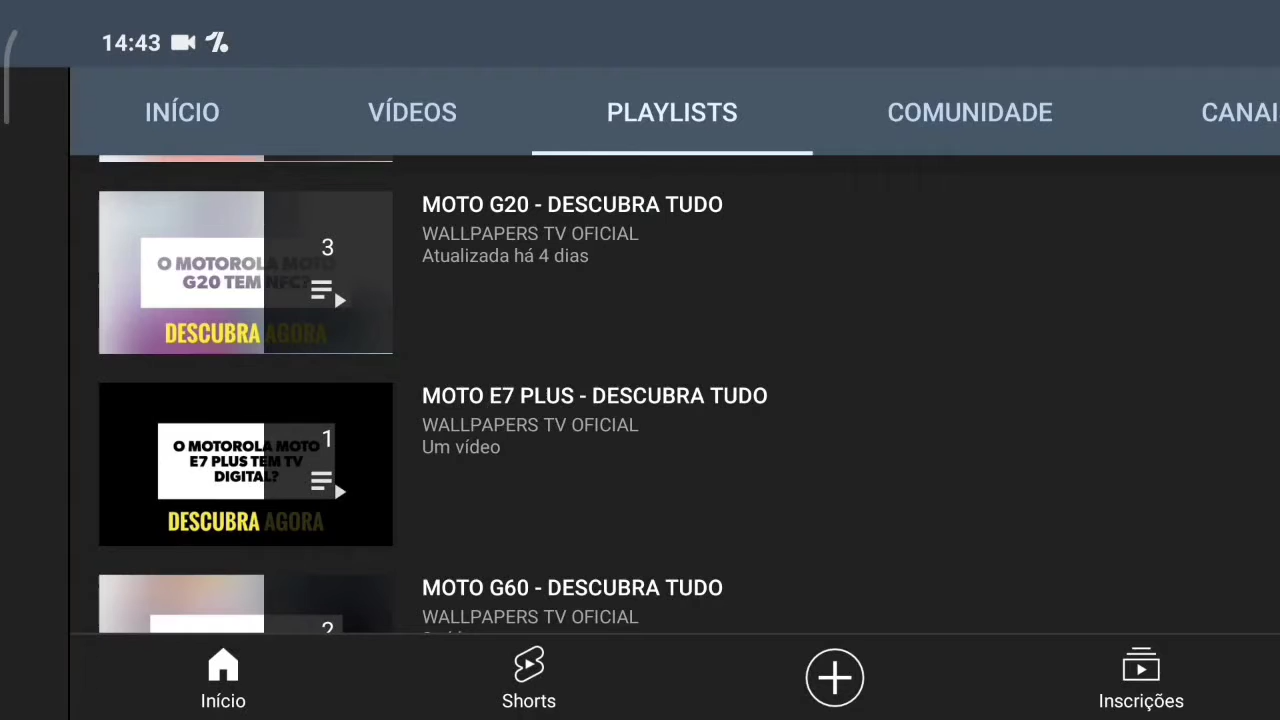 14:43
INÍCIO VÍDEOS PLAYLISTS COMUNIDADE CANAI
MOTO G20 - DESCUBRA TUDO
WALLPAPERS TV OFICIAL
Atualizada há 4 dias
3
O MOTOROLA MOTO
G20 TEM NFC?
DESCUBRA AGORA
MOTO E7 PLUS - DESCUBRA TUDO
WALLPAPERS TV OFICIAL
Um vídeo
1
O MOTOROLA MOTO
E7 PLUS TEM TV
DIGITAL?
DESCUBRA AGORA
MOTO G60 - DESCUBRA TUDO
WALLPAPERS TV OFICIAL
2
Início Shorts Inscrições